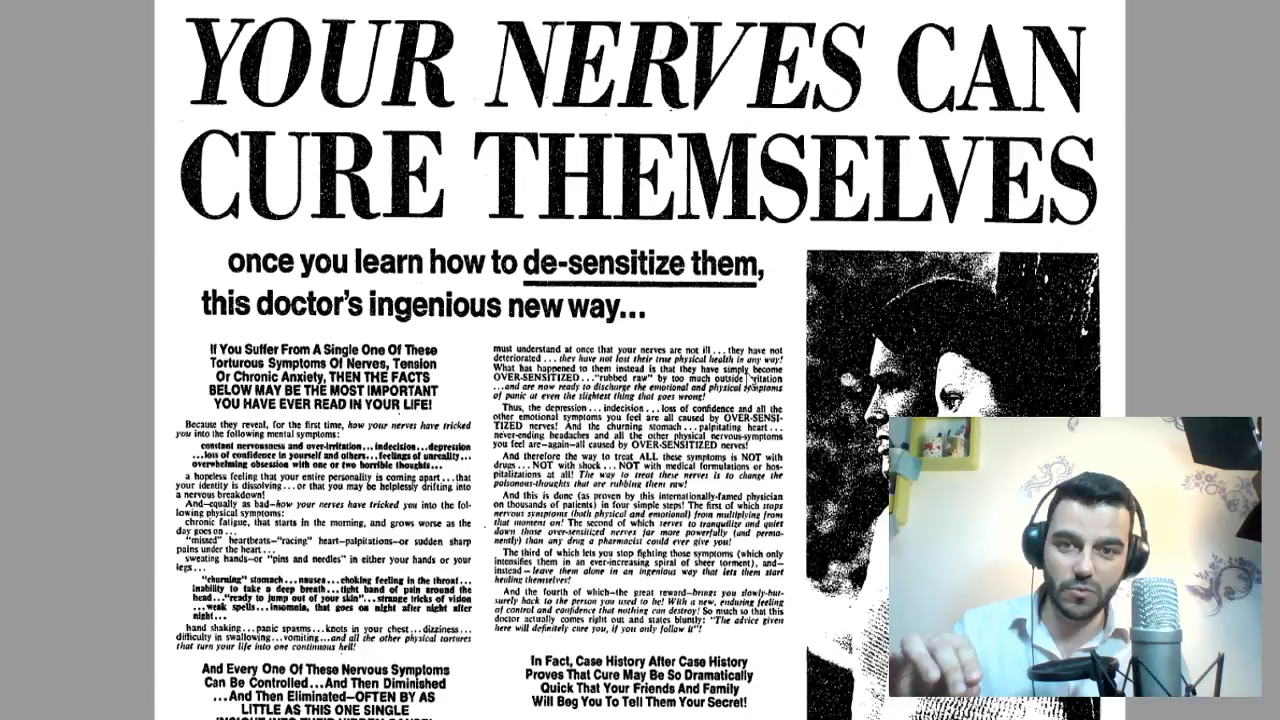 YOUR NERVES CAN
CURE THEMSELVES
once you learn how to de-sensitize them,
this doctor's ingenious new way...
If You Suffer From A Single One Of These
Torturous Symptoms Of Nerves, Tension
Or Chronic Anxiety, THEN THE FACTS
BELOW MAY BE THE MOST IMPORTANT
YOU HAVE EVER READ IN YOUR LIFE!
Because they reveal, for the first time, how your nerves have tricked
you into the following mental symptoms:
constant nervousness and over-irritation...indecision...depression
...loss of confidence in yourself and others...feelings of unreality...
overwhelming obsession with one or two horrible thoughts...
a hopeless feeling that your entire personality is coming apart...that
your identity is dissolving...or that you may be helplessly drifting into
a nervous breakdown!
And—equally as bad—how your nerves have tricked you into the fol-
lowing physical symptoms:
chronic fatigue, that starts in the morning, and grows worse as the
day goes on...
"missed" heartbeats—"racing" heart—palpitations—or sudden sharp
pains under the heart...
sweating hands—or "pins and needles" in either your hands or your
legs...
"churning" stomach...nausea...choking feeling in the throat...
inability to take a deep breath...tight band of pain around the
head..."ready to jump out of your skin"...strange tricks of vision
...weak spells...insomnia, that goes on night after night after
night...
hand shaking...panic spasms...knots in your chest...dizziness...
difficulty in swallowing...vomiting...and all the other physical tortures
that turn your life into one continuous hell!
And Every One Of These Nervous Symptoms
Can Be Controlled...And Then Diminished
...And Then Eliminated—OFTEN BY AS
LITTLE AS THIS ONE SINGLE
must understand at once that your nerves are not ill...they have not
deteriorated...they have not lost their true physical health in any way!
What has happened to them instead is that they have simply become
OVER-SENSITIZED..."rubbed raw" by too much outside
...and are now ready to discharge the emotional and physical symptoms
of panic at even the slightest thing that goes wrong!
Thus, the depression...indecision...loss of confidence and all the
other emotional symptoms you feel are all caused by OVER-SENSI-
TIZED nerves! And the churning stomach...palpitating heart...
never-ending headaches and all the other physical nervous-symptoms
you feel are—again—all caused by OVER-SENSITIZED nerves!
And therefore the way to treat ALL these symptoms is NOT with
drugs...NOT with shock...NOT with medical formulations or hos-
pitalizations at all! The way to treat these nerves is to change the
poisonous-thoughts that are rubbing them raw!
And this is done (as proven by this internationally-famed physician
on thousands of patients) in four simple steps! The first of which stops
nervous symptoms (both physical and emotional) from multiplying from
that moment on! The second of which serves to tranquilize and quiet
down those over-sensitized nerves far more powerfully (and perma-
nently) than any drug a pharmacist could ever give you!
The third of which lets you stop fighting those symptoms (which only
intensifies them in an ever-increasing spiral of sheer torment), and—
instead—leave them alone in an ingenious way that lets them start
healing themselves!
And the fourth of which—the great reward—brings you slowly-but-
surely back to the person you used to be! With a new, enduring feeling
of control and confidence that nothing can destroy! So much so that this
doctor actually comes right out and states bluntly: "The advice given
here will definitely cure you, if you only follow it"!
In Fact, Case History After Case History
Proves That Cure May Be So Dramatically
Quick That Your Friends And Family
Will Beg You To Tell Them Your Secret!